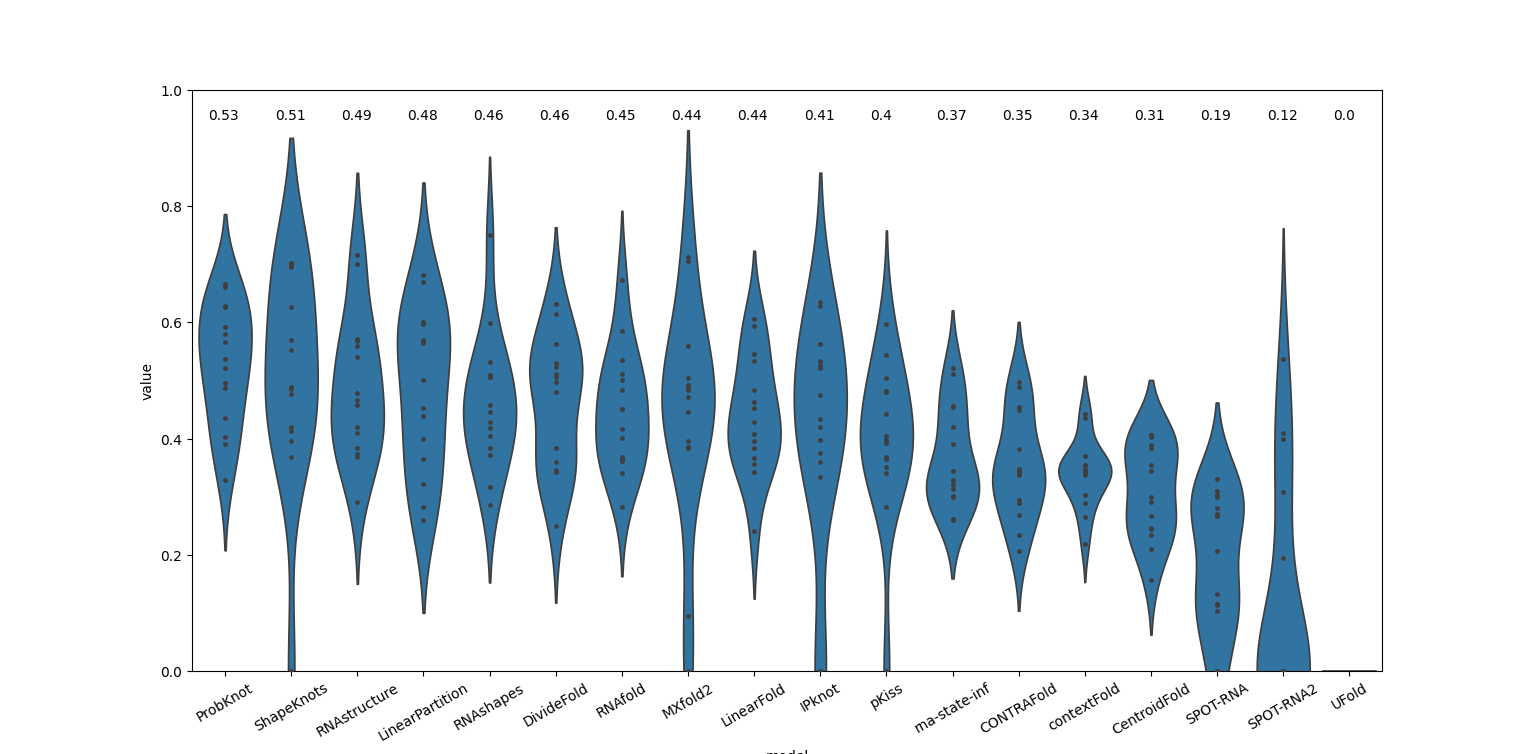 1.0
0.53 0.51 0.49 0.48 0.46 0.46 0.45 0.44 0.44 0.41 0.4 0.37 0.35 0.34 0.31 0.19 0.12 0.0
0.8
0.6
value
0.4
0.2
0.0
ProbKnot ShapeKnots RNAstructure LinearPartition RNAshapes DivideFold RNAfold MXfold2 LinearFold IPknot pKiss rna-state-inf CONTRAFold contextFold CentroidFold SPOT-RNA SPOT-RNA2 UFold
model